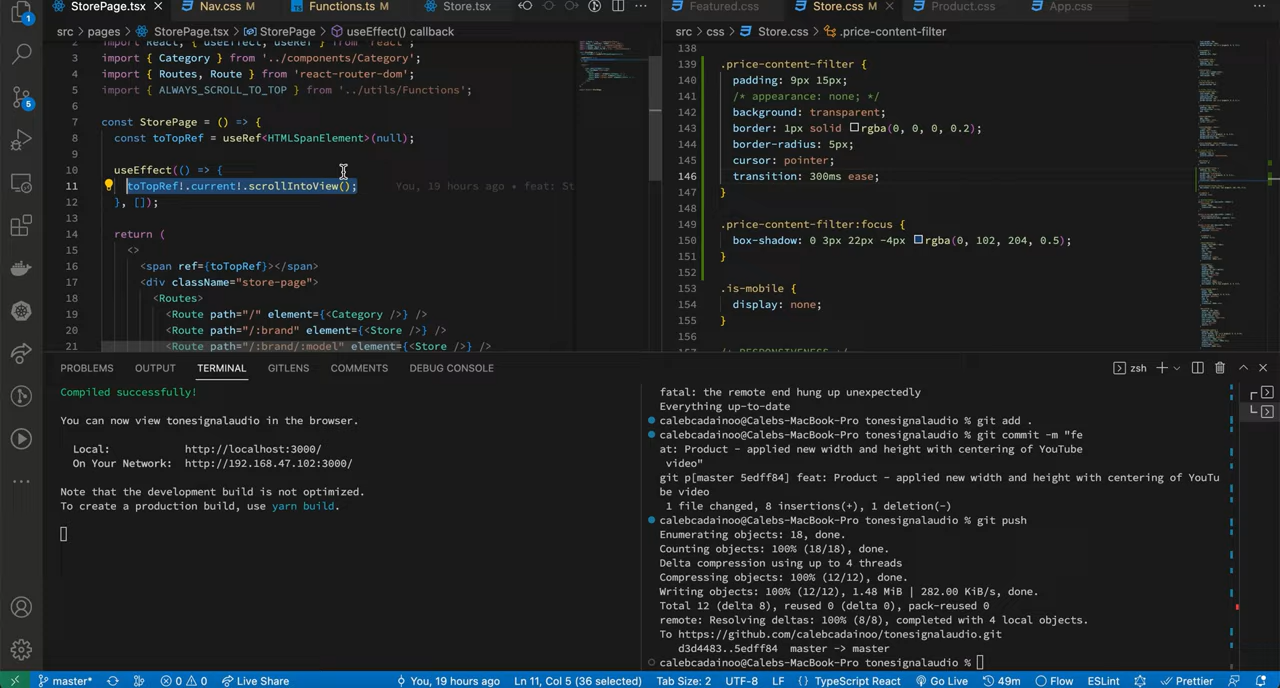 StorePage.tsx Nav.css M Functions.ts M Store.tsx
src > pages > StorePage.tsx > StorePage > useEffect() callback
2 import React, { useEffect, useRef } from 'react';
3 import { Category } from '../components/Category';
4 import { Routes, Route } from 'react-router-dom';
5 import { ALWAYS_SCROLL_TO_TOP } from '../utils/Functions';
6
7 const StorePage = () => {
8 const toTopRef = useRef<HTMLSpanElement>(null);
9
10 useEffect(() => {
11 toTopRef!.current!.scrollIntoView(); You, 19 hours ago • feat: St
12 }, []);
13
14 return (
15 <>
16 <span ref={toTopRef}></span>
17 <div className="store-page">
18 <Routes>
19 <Route path="/" element={<Category />} />
20 <Route path="/:brand" element={<Store />} />
21 <Route path="/:brand/:model" element={<Store />} />
Featured.css Store.css M Product.css App.css
src > css > Store.css > .price-content-filter
138
139 .price-content-filter {
140 padding: 9px 15px;
141 /* appearance: none; */
142 background: transparent;
143 border: 1px solid rgba(0, 0, 0, 0.2);
144 border-radius: 5px;
145 cursor: pointer;
146 transition: 300ms ease;
147 }
148
149 .price-content-filter:focus {
150 box-shadow: 0 3px 22px -4px rgba(0, 102, 204, 0.5);
151 }
152
153 .is-mobile {
154 display: none;
155 }
156
157 /* RESPONSIVENESS */
1
5
PROBLEMS OUTPUT TERMINAL GITLENS COMMENTS DEBUG CONSOLE
zsh
Compiled successfully!
You can now view tonesignalaudio in the browser.
Local: http://localhost:3000/
On Your Network: http://192.168.47.102:3000/
Note that the development build is not optimized.
To create a production build, use yarn build.
fatal: the remote end hung up unexpectedly
Everything up-to-date
calebcadainoo@Calebs-MacBook-Pro tonesignalaudio % git add .
calebcadainoo@Calebs-MacBook-Pro tonesignalaudio % git commit -m "fe
at: Product - applied new width and height with centering of YouTube
video"
git p[master 5edff84] feat: Product - applied new width and height with centering of YouTu
be video
1 file changed, 8 insertions(+), 1 deletion(-)
calebcadainoo@Calebs-MacBook-Pro tonesignalaudio % git push
Enumerating objects: 18, done.
Counting objects: 100% (18/18), done.
Delta compression using up to 4 threads
Compressing objects: 100% (12/12), done.
Writing objects: 100% (12/12), 1.48 MiB | 282.00 KiB/s, done.
Total 12 (delta 8), reused 0 (delta 0), pack-reused 0
remote: Resolving deltas: 100% (8/8), completed with 4 local objects.
To https://github.com/calebcadainoo/tonesignalaudio.git
d3d4483..5edff84 master -> master
calebcadainoo@Calebs-MacBook-Pro tonesignalaudio %
master* 0 0 Live Share You, 19 hours ago Ln 11, Col 5 (36 selected) Tab Size: 2 UTF-8 LF {} TypeScript React Go Live 49m Flow ESLint Prettier